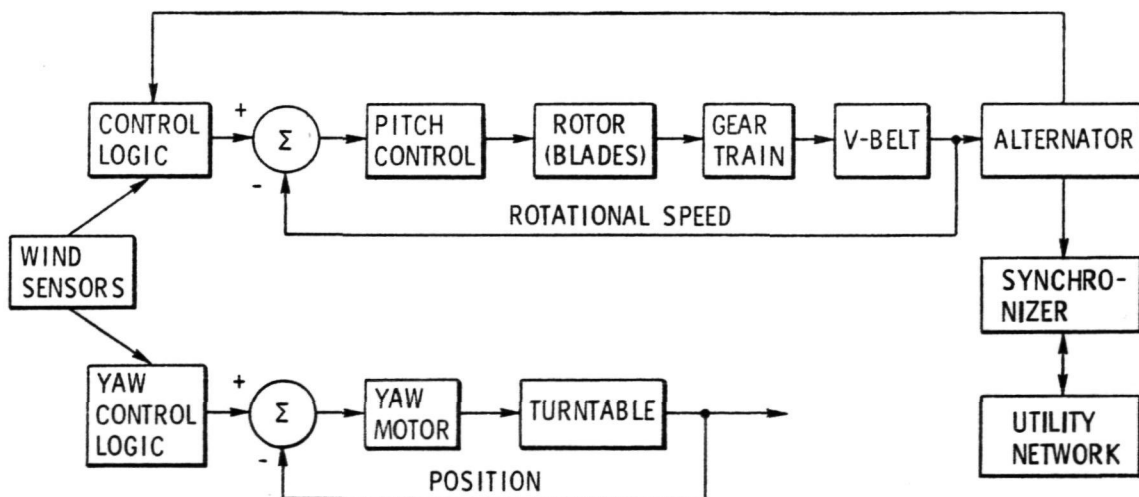 CONTROL
LOGIC
+
Σ
-
PITCH
CONTROL
ROTOR
(BLADES)
GEAR
TRAIN
V-BELT
ALTERNATOR
ROTATIONAL SPEED
WIND
SENSORS
SYNCHRO-
NIZER
YAW
CONTROL
LOGIC
+
Σ
-
YAW
MOTOR
TURNTABLE
POSITION
UTILITY
NETWORK